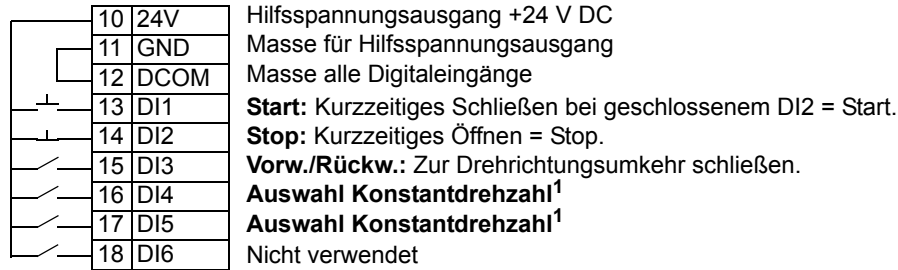 10 24V Hilfsspannungsausgang +24 V DC
11 GND Masse für Hilfsspannungsausgang
12 DCOM Masse alle Digitaleingänge
13 DI1 Start: Kurzzeitiges Schließen bei geschlossenem DI2 = Start.
14 DI2 Stop: Kurzzeitiges Öffnen = Stop.
15 DI3 Vorw./Rückw.: Zur Drehrichtungsumkehr schließen.
16 DI4 Auswahl Konstantdrehzahl¹
17 DI5 Auswahl Konstantdrehzahl¹
18 DI6 Nicht verwendet